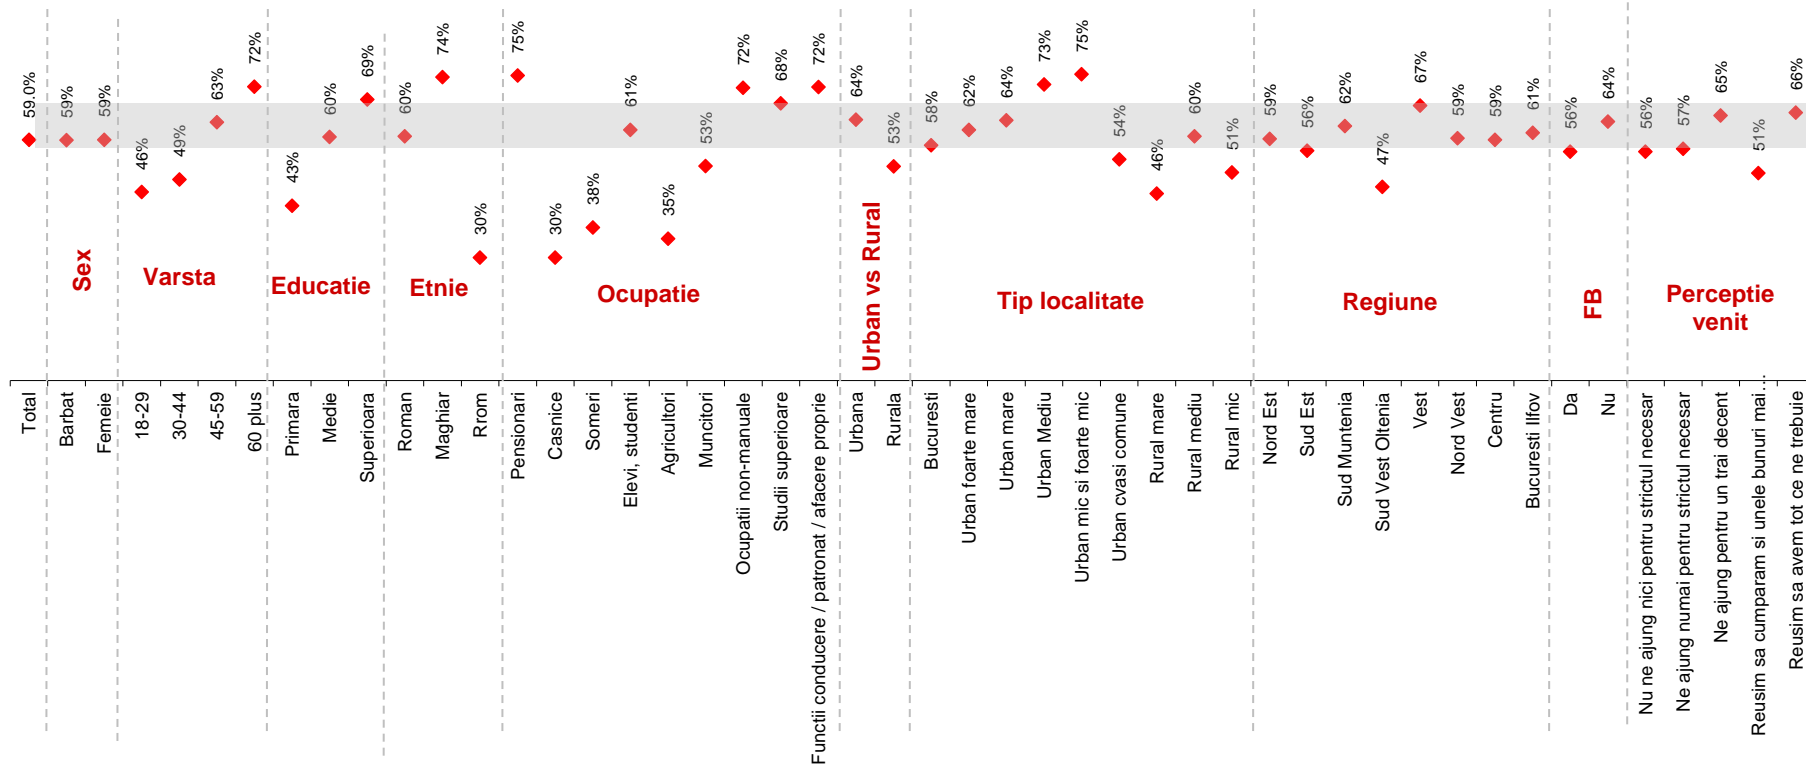 59.0%
59%
59%
46%
49%
63%
72%
43%
60%
69%
60%
74%
30%
75%
30%
38%
61%
35%
53%
72%
68%
72%
64%
53%
58%
62%
64%
73%
75%
54%
46%
60%
51%
59%
56%
62%
47%
67%
59%
59%
61%
56%
64%
56%
57%
65%
51%
66%
Sex
Varsta
Educatie
Etnie
Ocupatie
Urban vs Rural
Tip localitate
Regiune
FB
Perceptie
venit
Total
Barbat
Femeie
18-29
30-44
45-59
60 plus
Primara
Medie
Superioara
Roman
Maghiar
Rrom
Pensionari
Casnice
Someri
Elevi, studenti
Agricultori
Muncitori
Ocupatii non-manuale
Studii superioare
Functii conducere / patronat / afacere proprie
Urbana
Rurala
Bucuresti
Urban foarte mare
Urban mare
Urban Mediu
Urban mic si foarte mic
Urban cvasi comune
Rural mare
Rural mediu
Rural mic
Nord Est
Sud Est
Sud Muntenia
Sud Vest Oltenia
Vest
Nord Vest
Centru
Bucuresti Ilfov
Da
Nu
Nu ne ajung nici pentru strictul necesar
Ne ajung numai pentru strictul necesar
Ne ajung pentru un trai decent
Reusim sa cumparam si unele bunuri mai…
Reusim sa avem tot ce ne trebuie